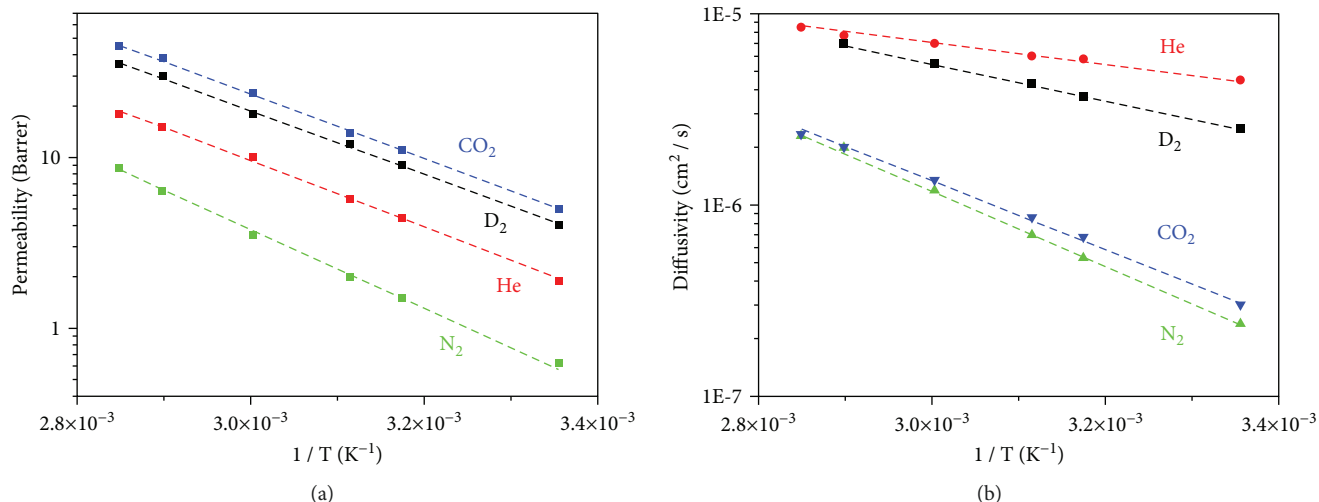 Permeability (Barrer)
10
1
CO₂
D₂
He
N₂
2.8×10⁻³
3.0×10⁻³
3.2×10⁻³
3.4×10⁻³
1 / T (K⁻¹)
(a)
Diffusivity (cm² / s)
1E-5
1E-6
1E-7
He
D₂
CO₂
N₂
2.8×10⁻³
3.0×10⁻³
3.2×10⁻³
3.4×10⁻³
1 / T (K⁻¹)
(b)